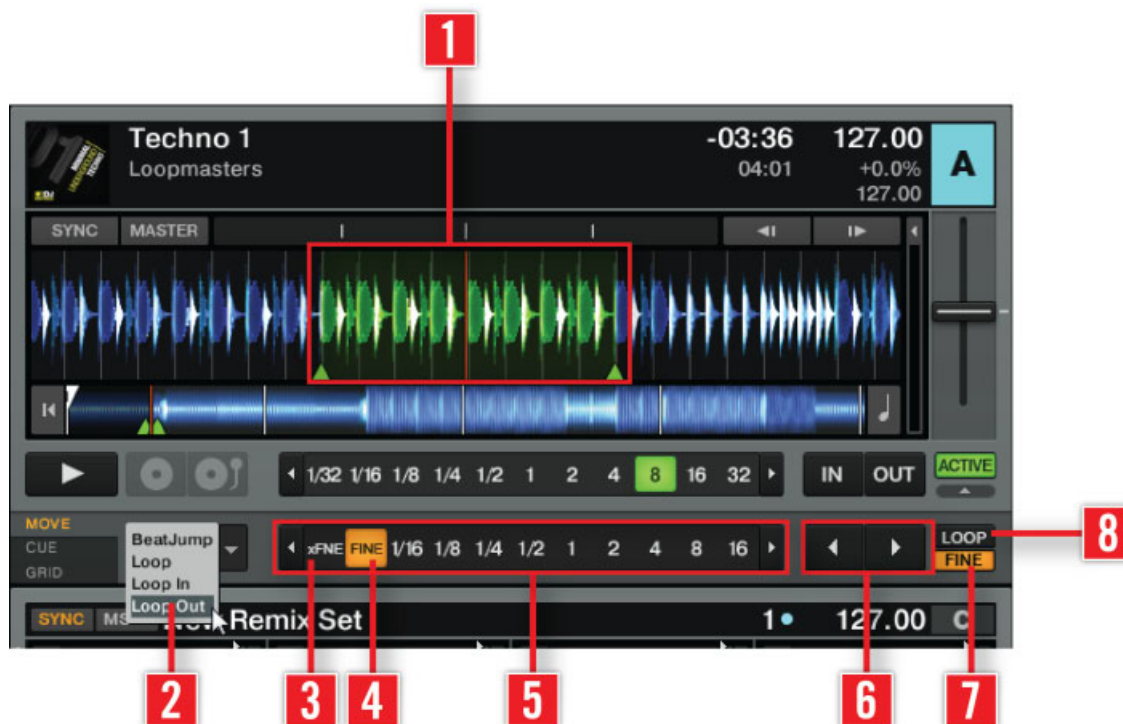 1
Techno 1 -03:36 127.00 A
Loopmasters 04:01 +0.0%
127.00
SYNC MASTER
1/32 1/16 1/8 1/4 1/2 1 2 4 8 16 32 IN OUT ACTIVE
MOVE
CUE
GRID
BeatJump
Loop
Loop In
Loop Out
xFNE FINE 1/16 1/8 1/4 1/2 1 2 4 8 16 LOOP 8
FINE
SYNC Remix Set 1 127.00 C
2 3 4 5 6 7